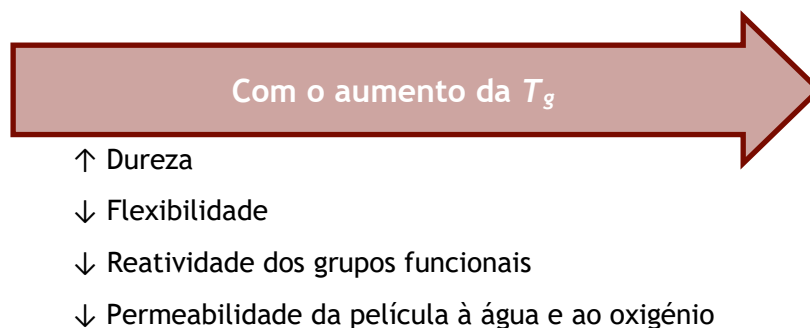 Com o aumento da Tg
↑ Dureza
↓ Flexibilidade
↓ Reatividade dos grupos funcionais
↓ Permeabilidade da película à água e ao oxigénio